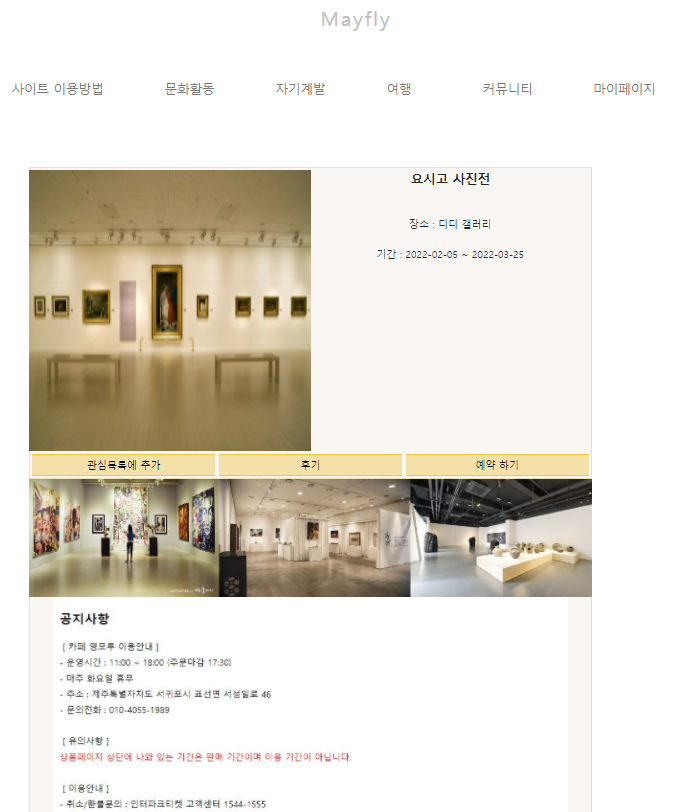 Mayfly
사이트 이용방법 문화활동 자기계발 여행 커뮤니티 마이페이지
요시고 사진전
장소 : 디디 갤러리
기간 : 2022-02-05 ~ 2022-03-25
관심목록에 추가 후기 예약 하기
공지사항
[ 카페 영모루 이용안내 ]
- 운영시간 : 11:00 ~ 18:00 (주문마감 17:30)
- 매주 화요일 휴무
- 주소 : 제주특별자치도 서귀포시 표선면 서성일로 46
- 문의전화 : 010-4055-1989
[ 유의사항 ]
상품페이지 상단에 나와 있는 기간은 판매 기간이며 이용 기간이 아닙니다.
[ 이용안내 ]
- 취소/환불문의 : 인터파크티켓 고객센터 1544-1555